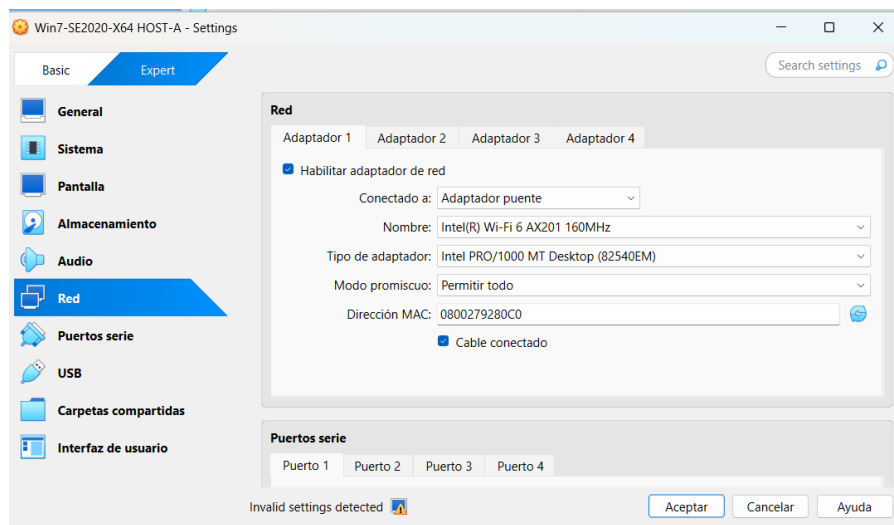 Win7-SE2020-X64 HOST-A - Settings
Basic Expert Search settings
General
Sistema
Pantalla
Almacenamiento
Audio
Red
Puertos serie
USB
Carpetas compartidas
Interfaz de usuario
Red
Adaptador 1 Adaptador 2 Adaptador 3 Adaptador 4
Habilitar adaptador de red
Conectado a: Adaptador puente
Nombre: Intel(R) Wi-Fi 6 AX201 160MHz
Tipo de adaptador: Intel PRO/1000 MT Desktop (82540EM)
Modo promiscuo: Permitir todo
Dirección MAC: 0800279280C0
Cable conectado
Puertos serie
Puerto 1 Puerto 2 Puerto 3 Puerto 4
Invalid settings detected Aceptar Cancelar Ayuda